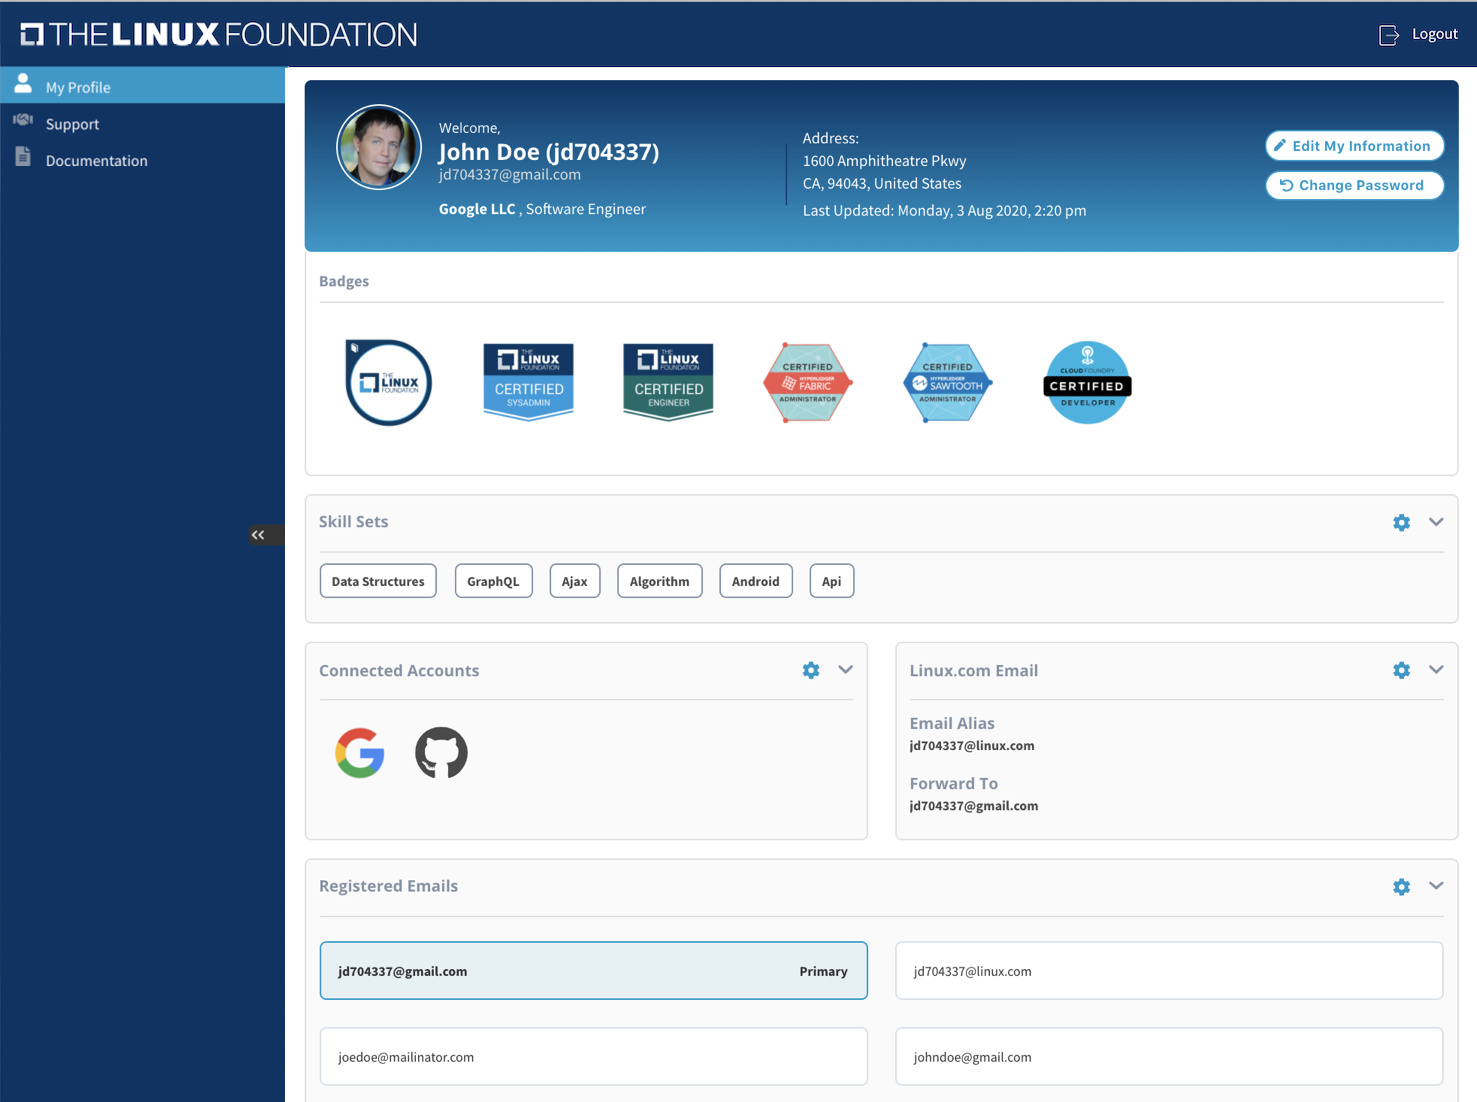 THE LINUX FOUNDATION
Logout
My Profile
Support
Documentation
Welcome,
John Doe (jd704337)
jd704337@gmail.com
Google LLC , Software Engineer
Address:
1600 Amphitheatre Pkwy
CA, 94043, United States
Last Updated: Monday, 3 Aug 2020, 2:20 pm
Edit My Information
Change Password
Badges
THE
LINUX
FOUNDATION
THE
LINUX
FOUNDATION
CERTIFIED
SYSADMIN
THE
LINUX
FOUNDATION
CERTIFIED
ENGINEER
CERTIFIED
HYPERLEDGER
FABRIC
ADMINISTRATOR
CERTIFIED
HYPERLEDGER
SAWTOOTH
ADMINISTRATOR
CLOUD FOUNDRY
CERTIFIED
DEVELOPER
Skill Sets
Data Structures
GraphQL
Ajax
Algorithm
Android
Api
Connected Accounts
Linux.com Email
Email Alias
jd704337@linux.com
Forward To
jd704337@gmail.com
Registered Emails
jd704337@gmail.com Primary
jd704337@linux.com
joedoe@mailinator.com
johndoe@gmail.com